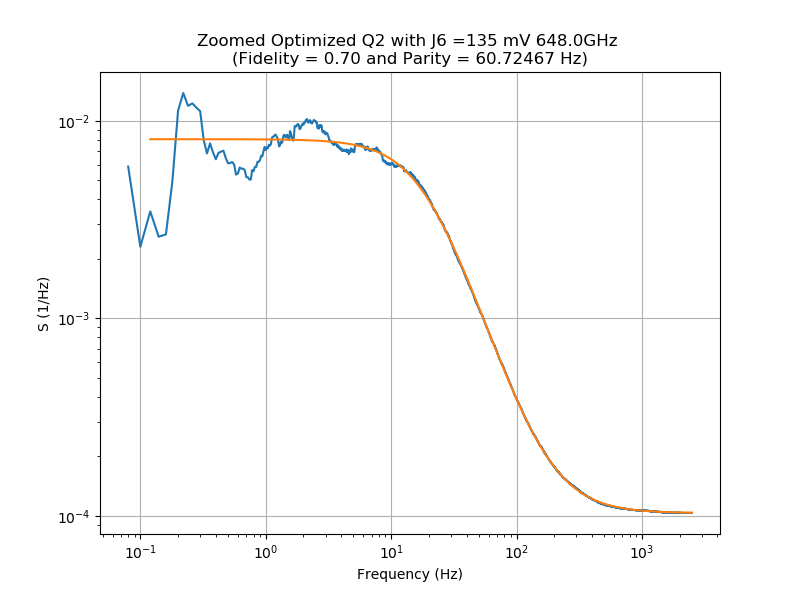 Zoomed Optimized Q2 with J6 =135 mV 648.0GHz
(Fidelity = 0.70 and Parity = 60.72467 Hz)
10⁻²
10⁻³
10⁻⁴
S (1/Hz)
10⁻¹ 10⁰ 10¹ 10² 10³
Frequency (Hz)